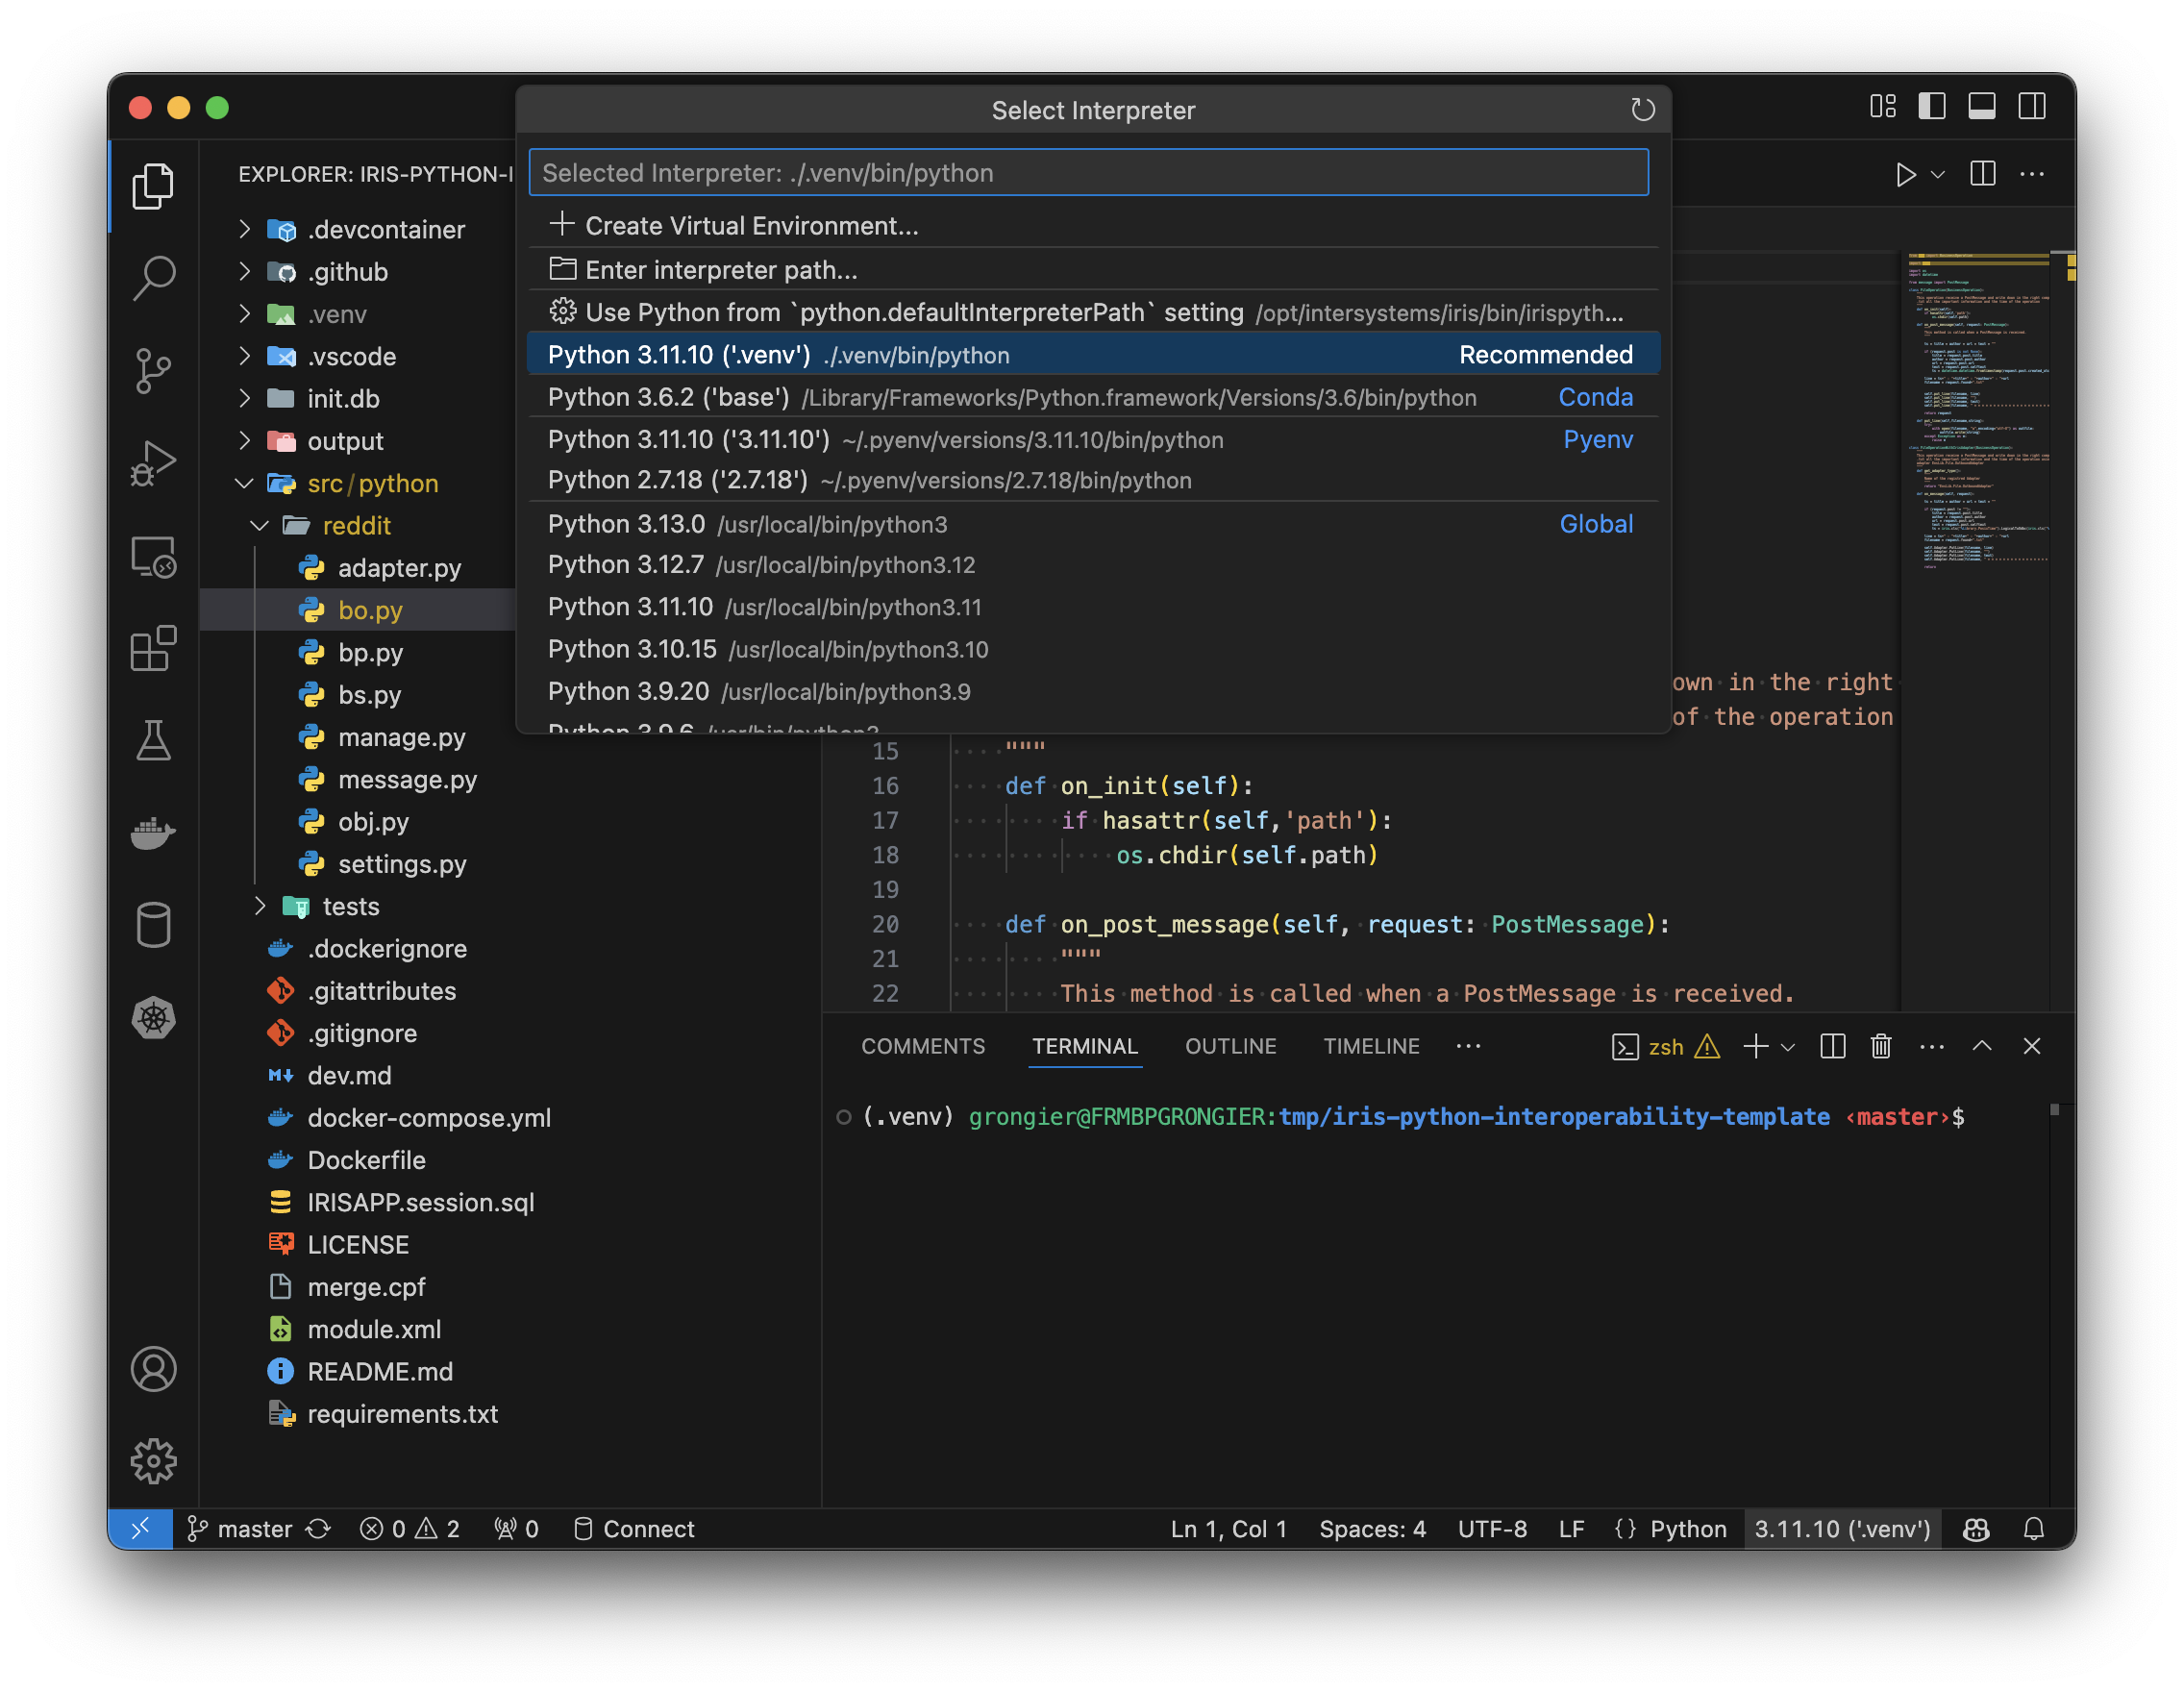 Select Interpreter
Selected Interpreter: ./.venv/bin/python
Create Virtual Environment...
Enter interpreter path...
Use Python from `python.defaultInterpreterPath` setting /opt/intersystems/iris/bin/irispyth...
Python 3.11.10 ('.venv') ./.venv/bin/python Recommended
Python 3.6.2 ('base') /Library/Frameworks/Python.framework/Versions/3.6/bin/python Conda
Python 3.11.10 ('3.11.10') ~/.pyenv/versions/3.11.10/bin/python Pyenv
Python 2.7.18 ('2.7.18') ~/.pyenv/versions/2.7.18/bin/python
Python 3.13.0 /usr/local/bin/python3 Global
Python 3.12.7 /usr/local/bin/python3.12
Python 3.11.10 /usr/local/bin/python3.11
Python 3.10.15 /usr/local/bin/python3.10
Python 3.9.20 /usr/local/bin/python3.9
Python 3.9.6 /usr/bin/python3
EXPLORER: IRIS-PYTHON-I
.devcontainer
.github
.venv
.vscode
init.db
output
src/python
reddit
adapter.py
bo.py
bp.py
bs.py
manage.py
message.py
obj.py
settings.py
tests
.dockerignore
.gitattributes
.gitignore
dev.md
docker-compose.yml
Dockerfile
IRISAPP.session.sql
LICENSE
merge.cpf
module.xml
README.md
requirements.txt
own in the right
of the operation
15 """
16 def on_init(self):
17 if hasattr(self,'path'):
18 os.chdir(self.path)
19
20 def on_post_message(self, request: PostMessage):
21 """
22 This method is called when a PostMessage is received.
COMMENTS TERMINAL OUTLINE TIMELINE ··· zsh
(.venv) grongier@FRMBPGRONGIER:tmp/iris-python-interoperability-template ‹master›$
master 0 2 0 Connect Ln 1, Col 1 Spaces: 4 UTF-8 LF {} Python 3.11.10 ('.venv')